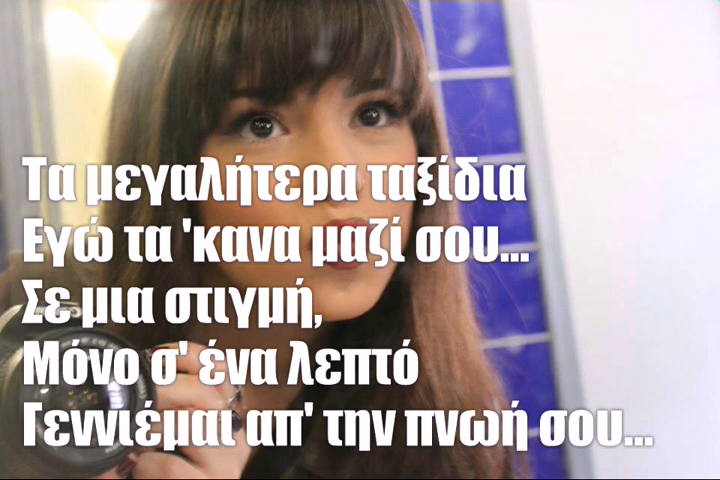 Τα μεγαλήτερα ταξίδια
Εγώ τα 'κανα μαζί σου...
Σε μια στιγμή,
Μόνο σ' ένα λεπτό
Γεννιέμαι απ' την πνωή σου...